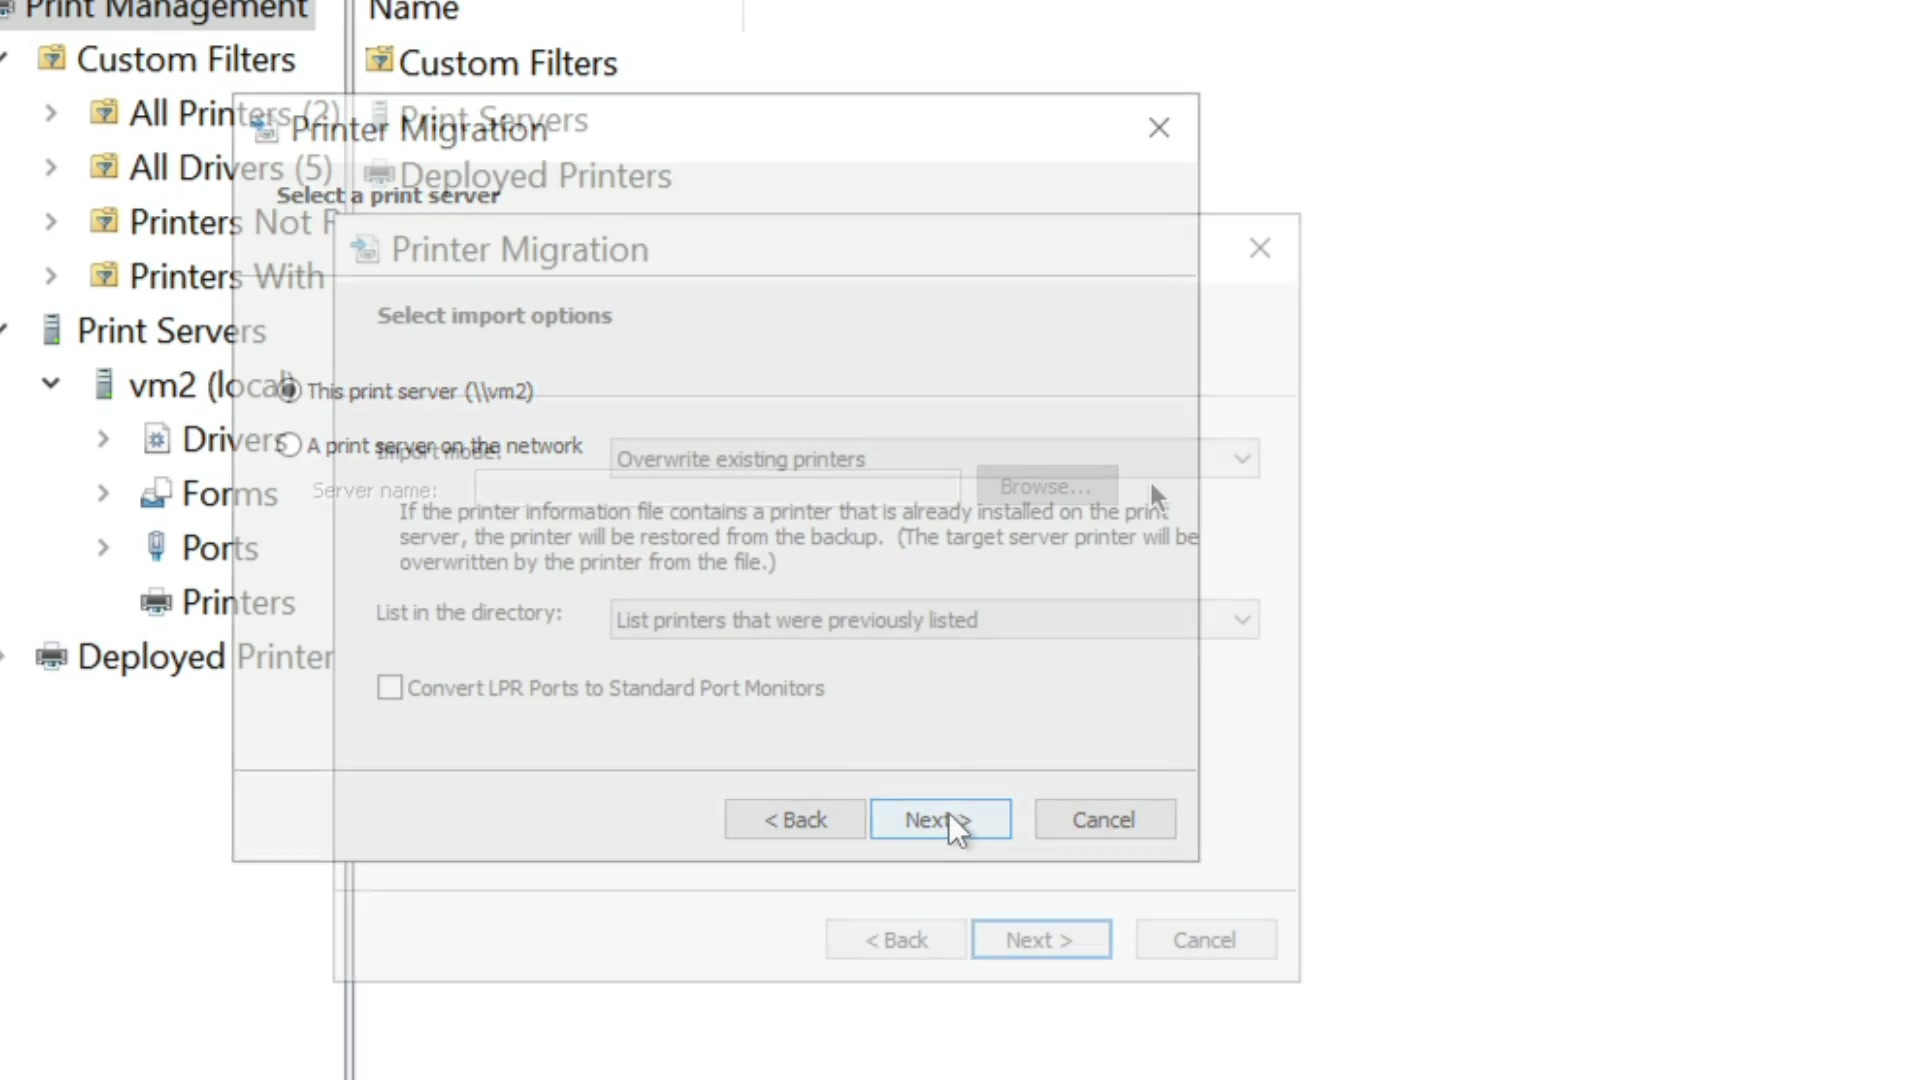 Print Management
Name
Custom Filters
Custom Filters
All Printers (2)
Print Servers
Printer Migration
All Drivers (5)
Deployed Printers
Select a print server
Printers Not
Printer Migration
Printers With
Select import options
Print Servers
vm2 (local)
This print server (\\vm2)
Drivers
A print server on the network
Import mode:
Overwrite existing printers
Forms
Server name:
Browse...
If the printer information file contains a printer that is already installed on the print
server, the printer will be restored from the backup. (The target server printer will be
overwritten by the printer from the file.)
Ports
Printers
List in the directory:
List printers that were previously listed
Deployed Printer
Convert LPR Ports to Standard Port Monitors
< Back
Next >
Cancel
< Back
Next >
Cancel